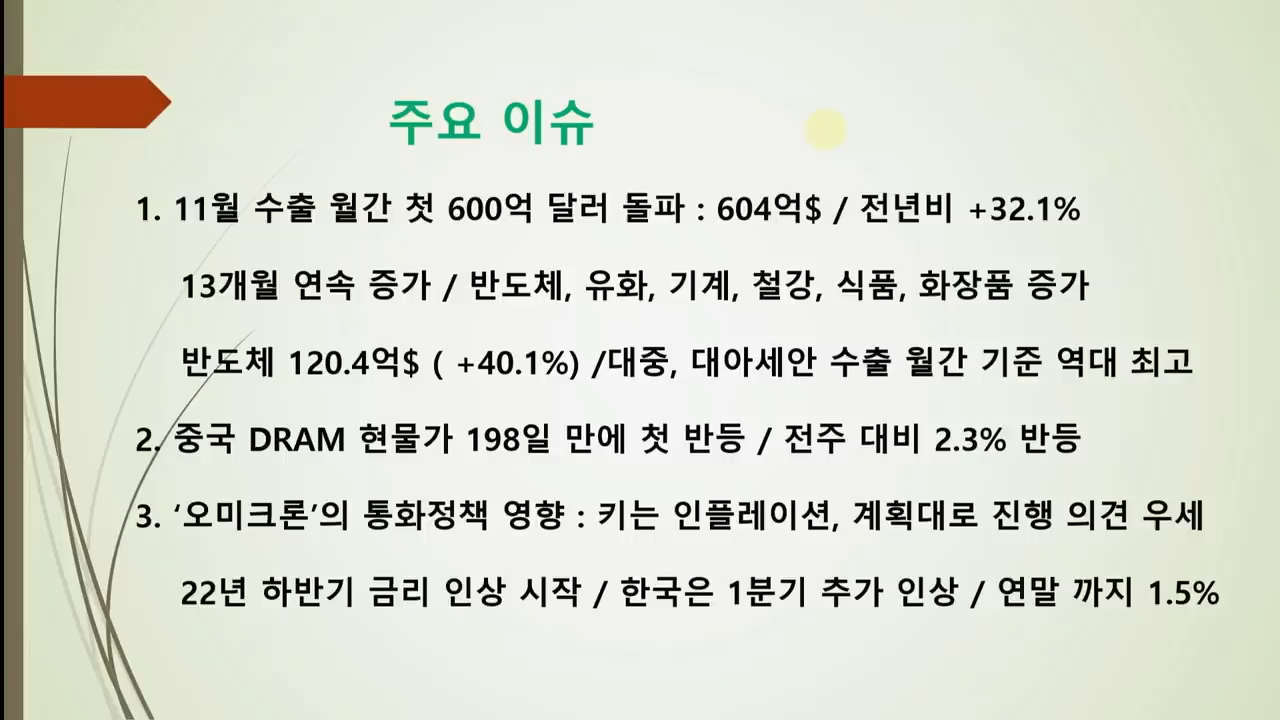 주요 이슈
1. 11월 수출 월간 첫 600억 달러 돌파 : 604억$ / 전년비 +32.1%
13개월 연속 증가 / 반도체, 유화, 기계, 철강, 식품, 화장품 증가
반도체 120.4억$ ( +40.1%) /대중, 대아세안 수출 월간 기준 역대 최고
2. 중국 DRAM 현물가 198일 만에 첫 반등 / 전주 대비 2.3% 반등
3. ‘오미크론’의 통화정책 영향 : 키는 인플레이션, 계획대로 진행 의견 우세
22년 하반기 금리 인상 시작 / 한국은 1분기 추가 인상 / 연말 까지 1.5%